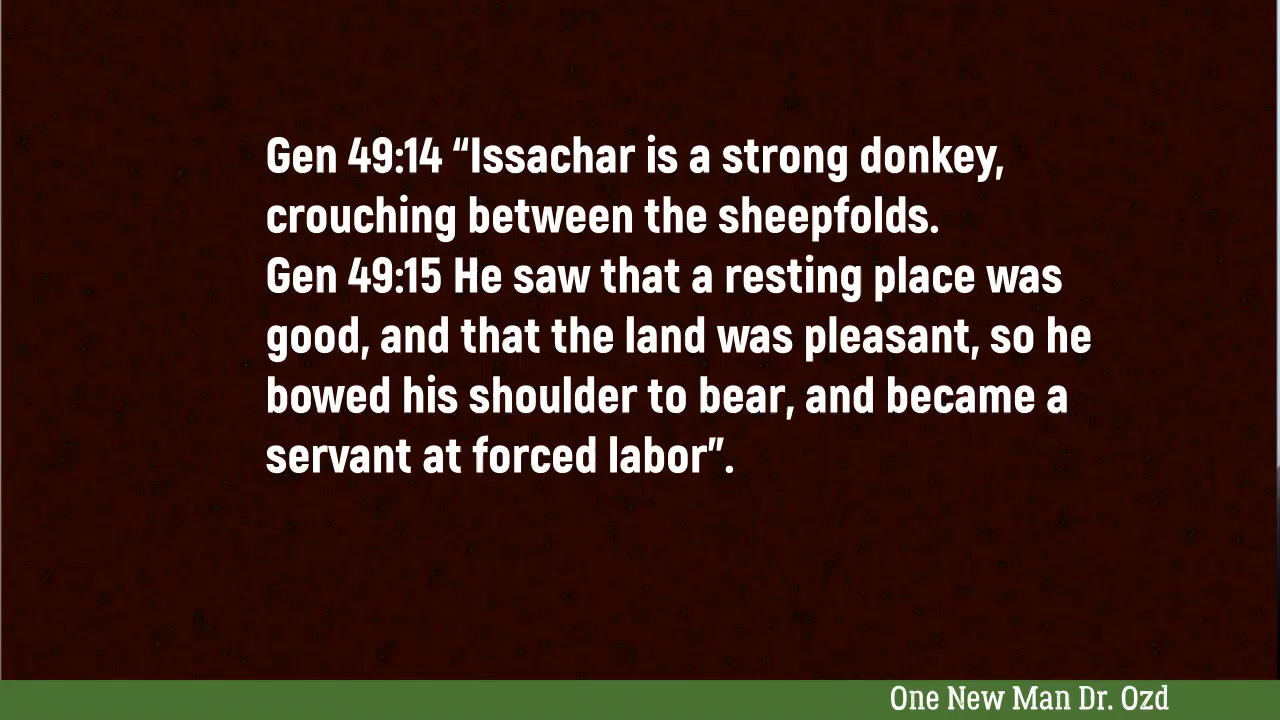 Gen 49:14 “Issachar is a strong donkey,
crouching between the sheepfolds.
Gen 49:15 He saw that a resting place was
good, and that the land was pleasant, so he
bowed his shoulder to bear, and became a
servant at forced labor”.
One New Man Dr. Ozd